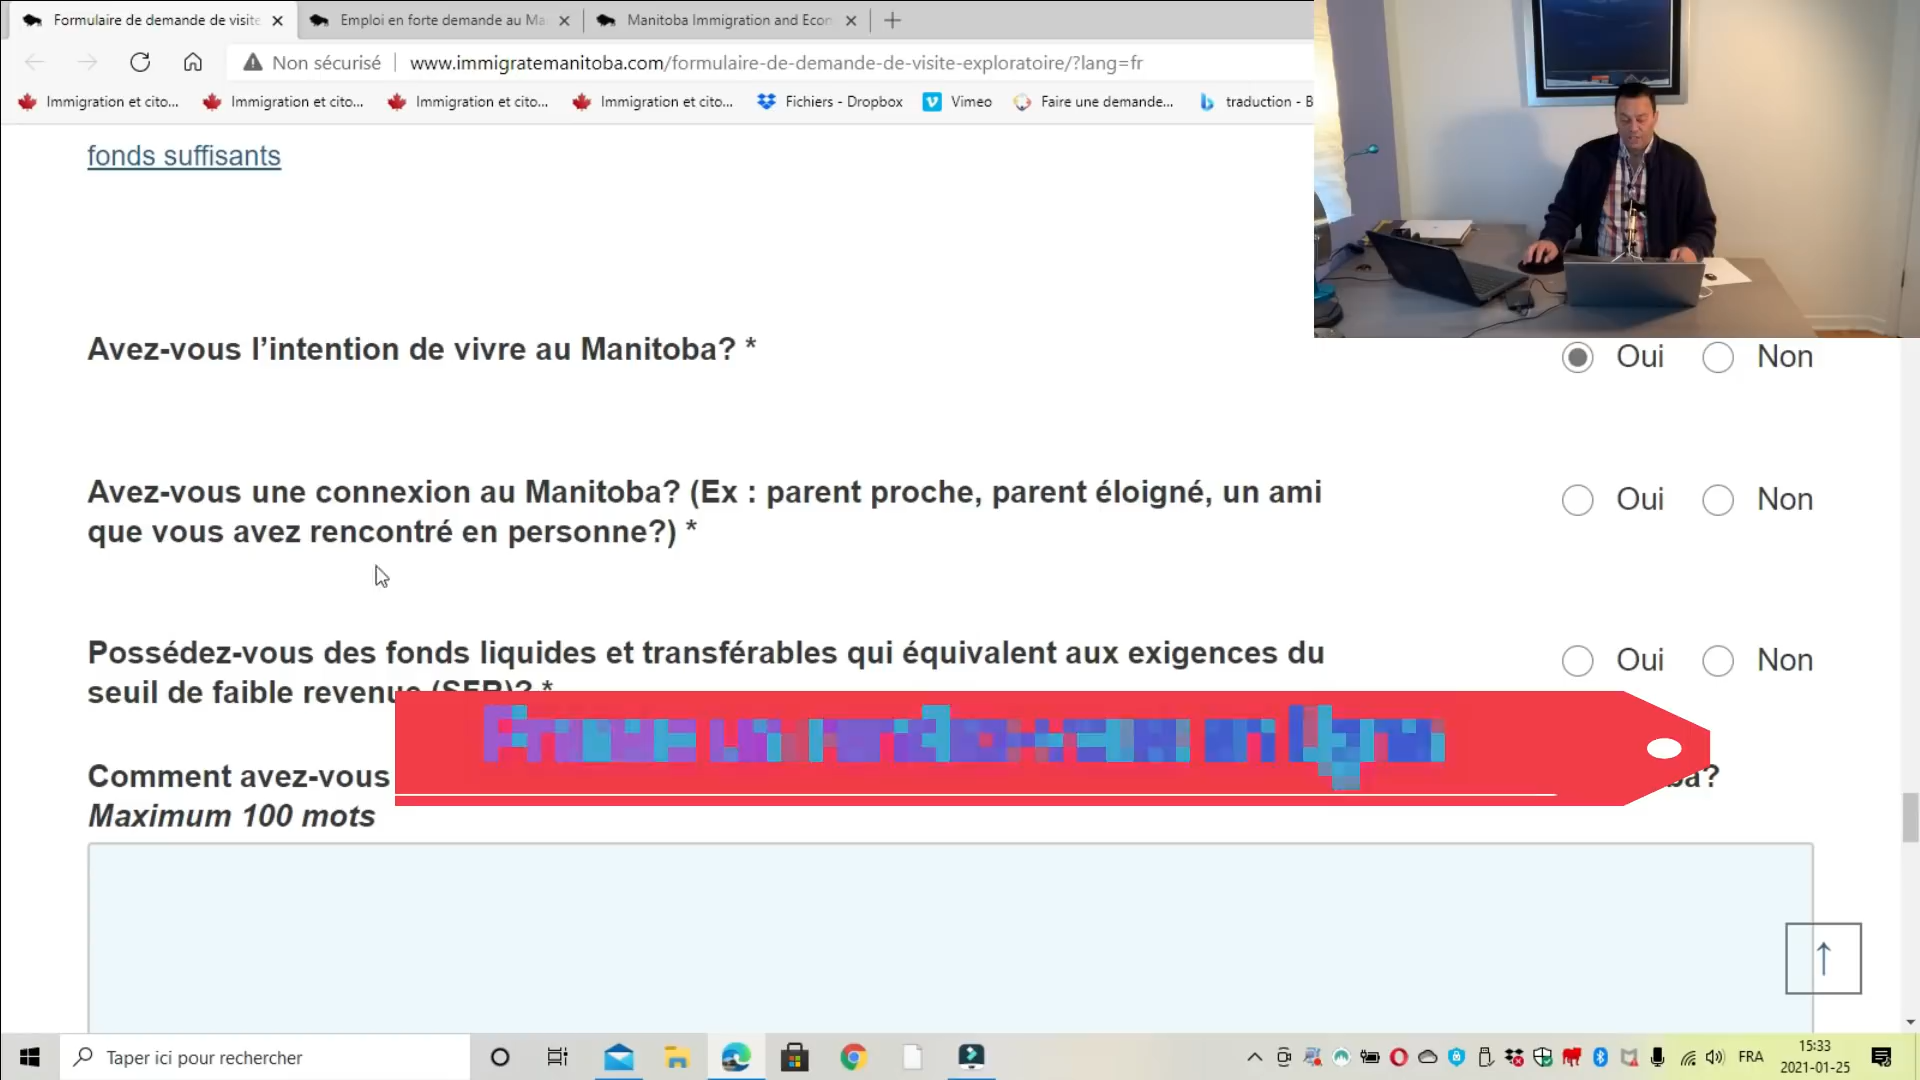 Formulaire de demande de visite
Emploi en forte demande au Ma
Manitoba Immigration and Econ
Non sécurisé
www.immigratemanitoba.com/formulaire-de-demande-de-visite-exploratoire/?lang=fr
Immigration et cito...
Immigration et cito...
Immigration et cito...
Immigration et cito...
Fichiers - Dropbox
Vimeo
Faire une demande...
traduction - B
fonds suffisants
Avez-vous l’intention de vivre au Manitoba? *
Oui
Non
Avez-vous une connexion au Manitoba? (Ex : parent proche, parent éloigné, un ami
que vous avez rencontré en personne?) *
Oui
Non
Possédez-vous des fonds liquides et transférables qui équivalent aux exigences du
seuil de faible revenu (SFR)? *
Oui
Non
Comment avez-vous
Maximum 100 mots
Taper ici pour rechercher
FRA
15:33
2021-01-25